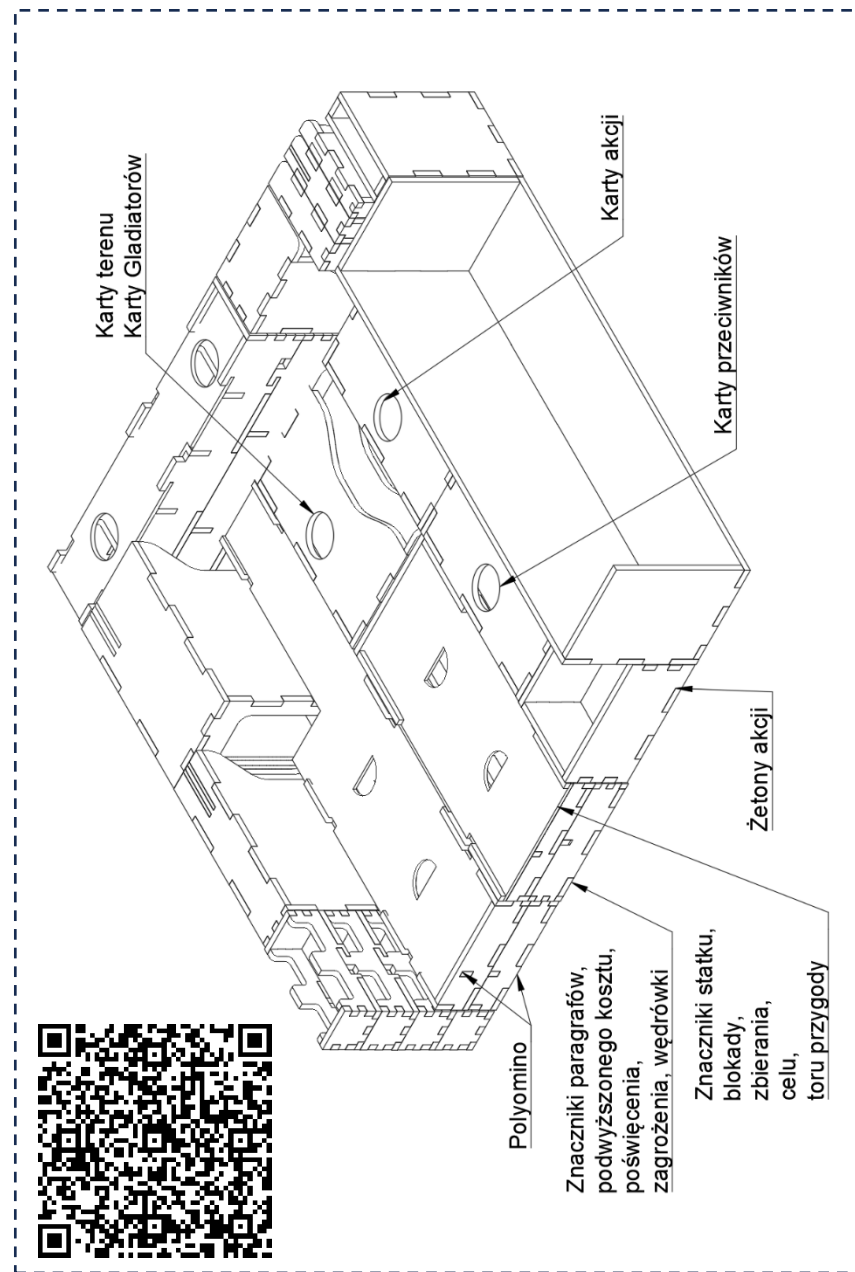 Karty terenu
Karty Gladiatorów
Karty akcji
Karty przeciwników
Polyomino
Znaczniki paragrafów,
podwyższonego kosztu,
poświęcenia,
zagrożenia, wędrówki
Znaczniki statku,
blokady,
zbierania,
celu,
toru przygody
Żetony akcji